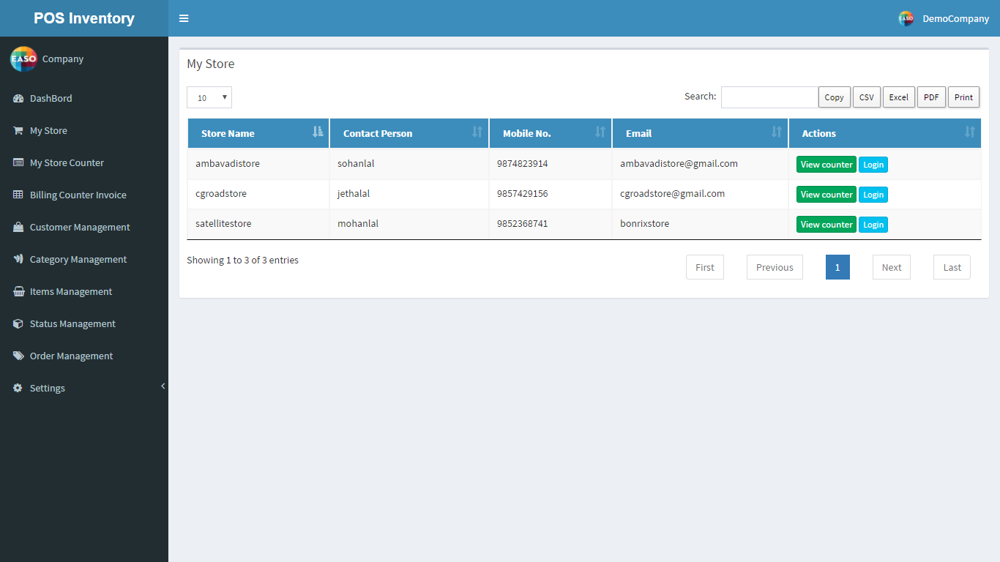 POS Inventory
DemoCompany
EASO Company
DashBord
My Store
My Store Counter
Billing Counter Invoice
Customer Management
Category Management
Items Management
Status Management
Order Management
Settings
My Store
10 Search: Copy CSV Excel PDF Print
Store Name Contact Person Mobile No. Email Actions
ambavadistore sohanlal 9874823914 ambavadistore@gmail.com View counter Login
cgroadstore jethalal 9857429156 cgroadstore@gmail.com View counter Login
satellitestore mohanlal 9852368741 bonrixstore View counter Login
Showing 1 to 3 of 3 entries First Previous 1 Next Last